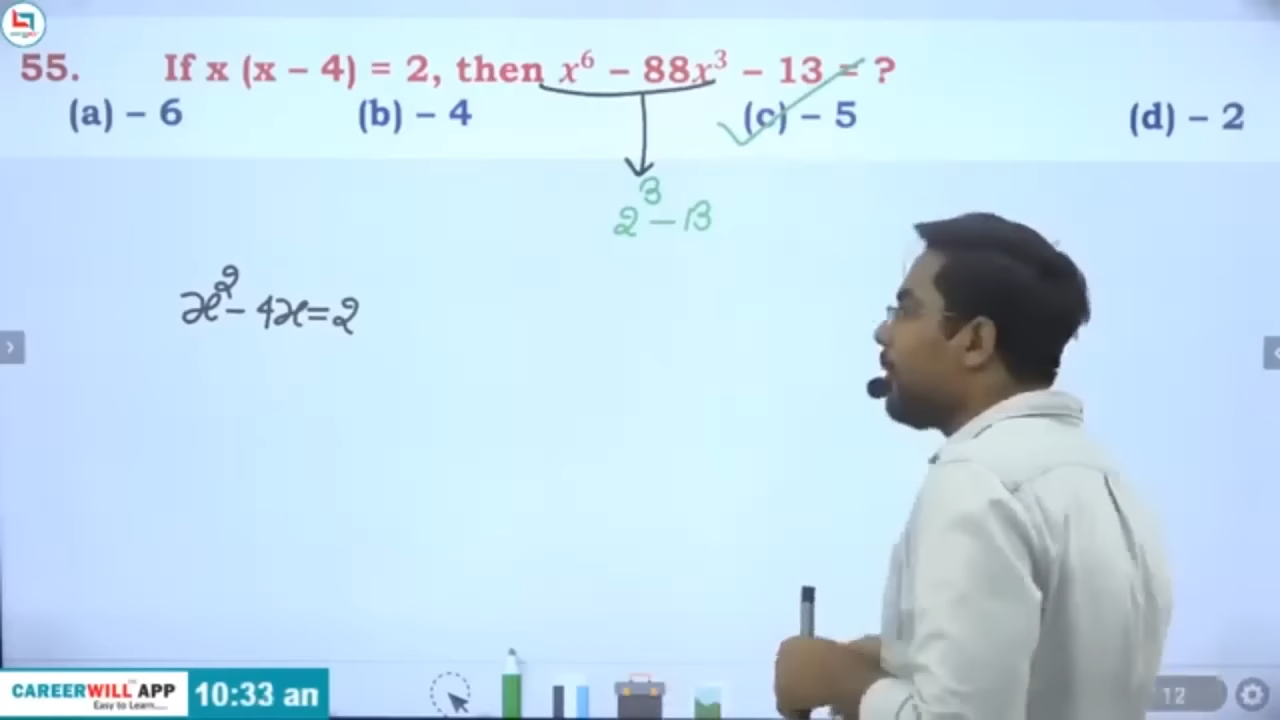 55. If x (x – 4) = 2, then x⁶ – 88x³ – 13 = ?
(a) – 6 (b) – 4 (c) – 5 (d) – 2
2³ – 13
x² – 4x = 2
CAREERWILL APP
Easy to Learn.....
10:33 an
12